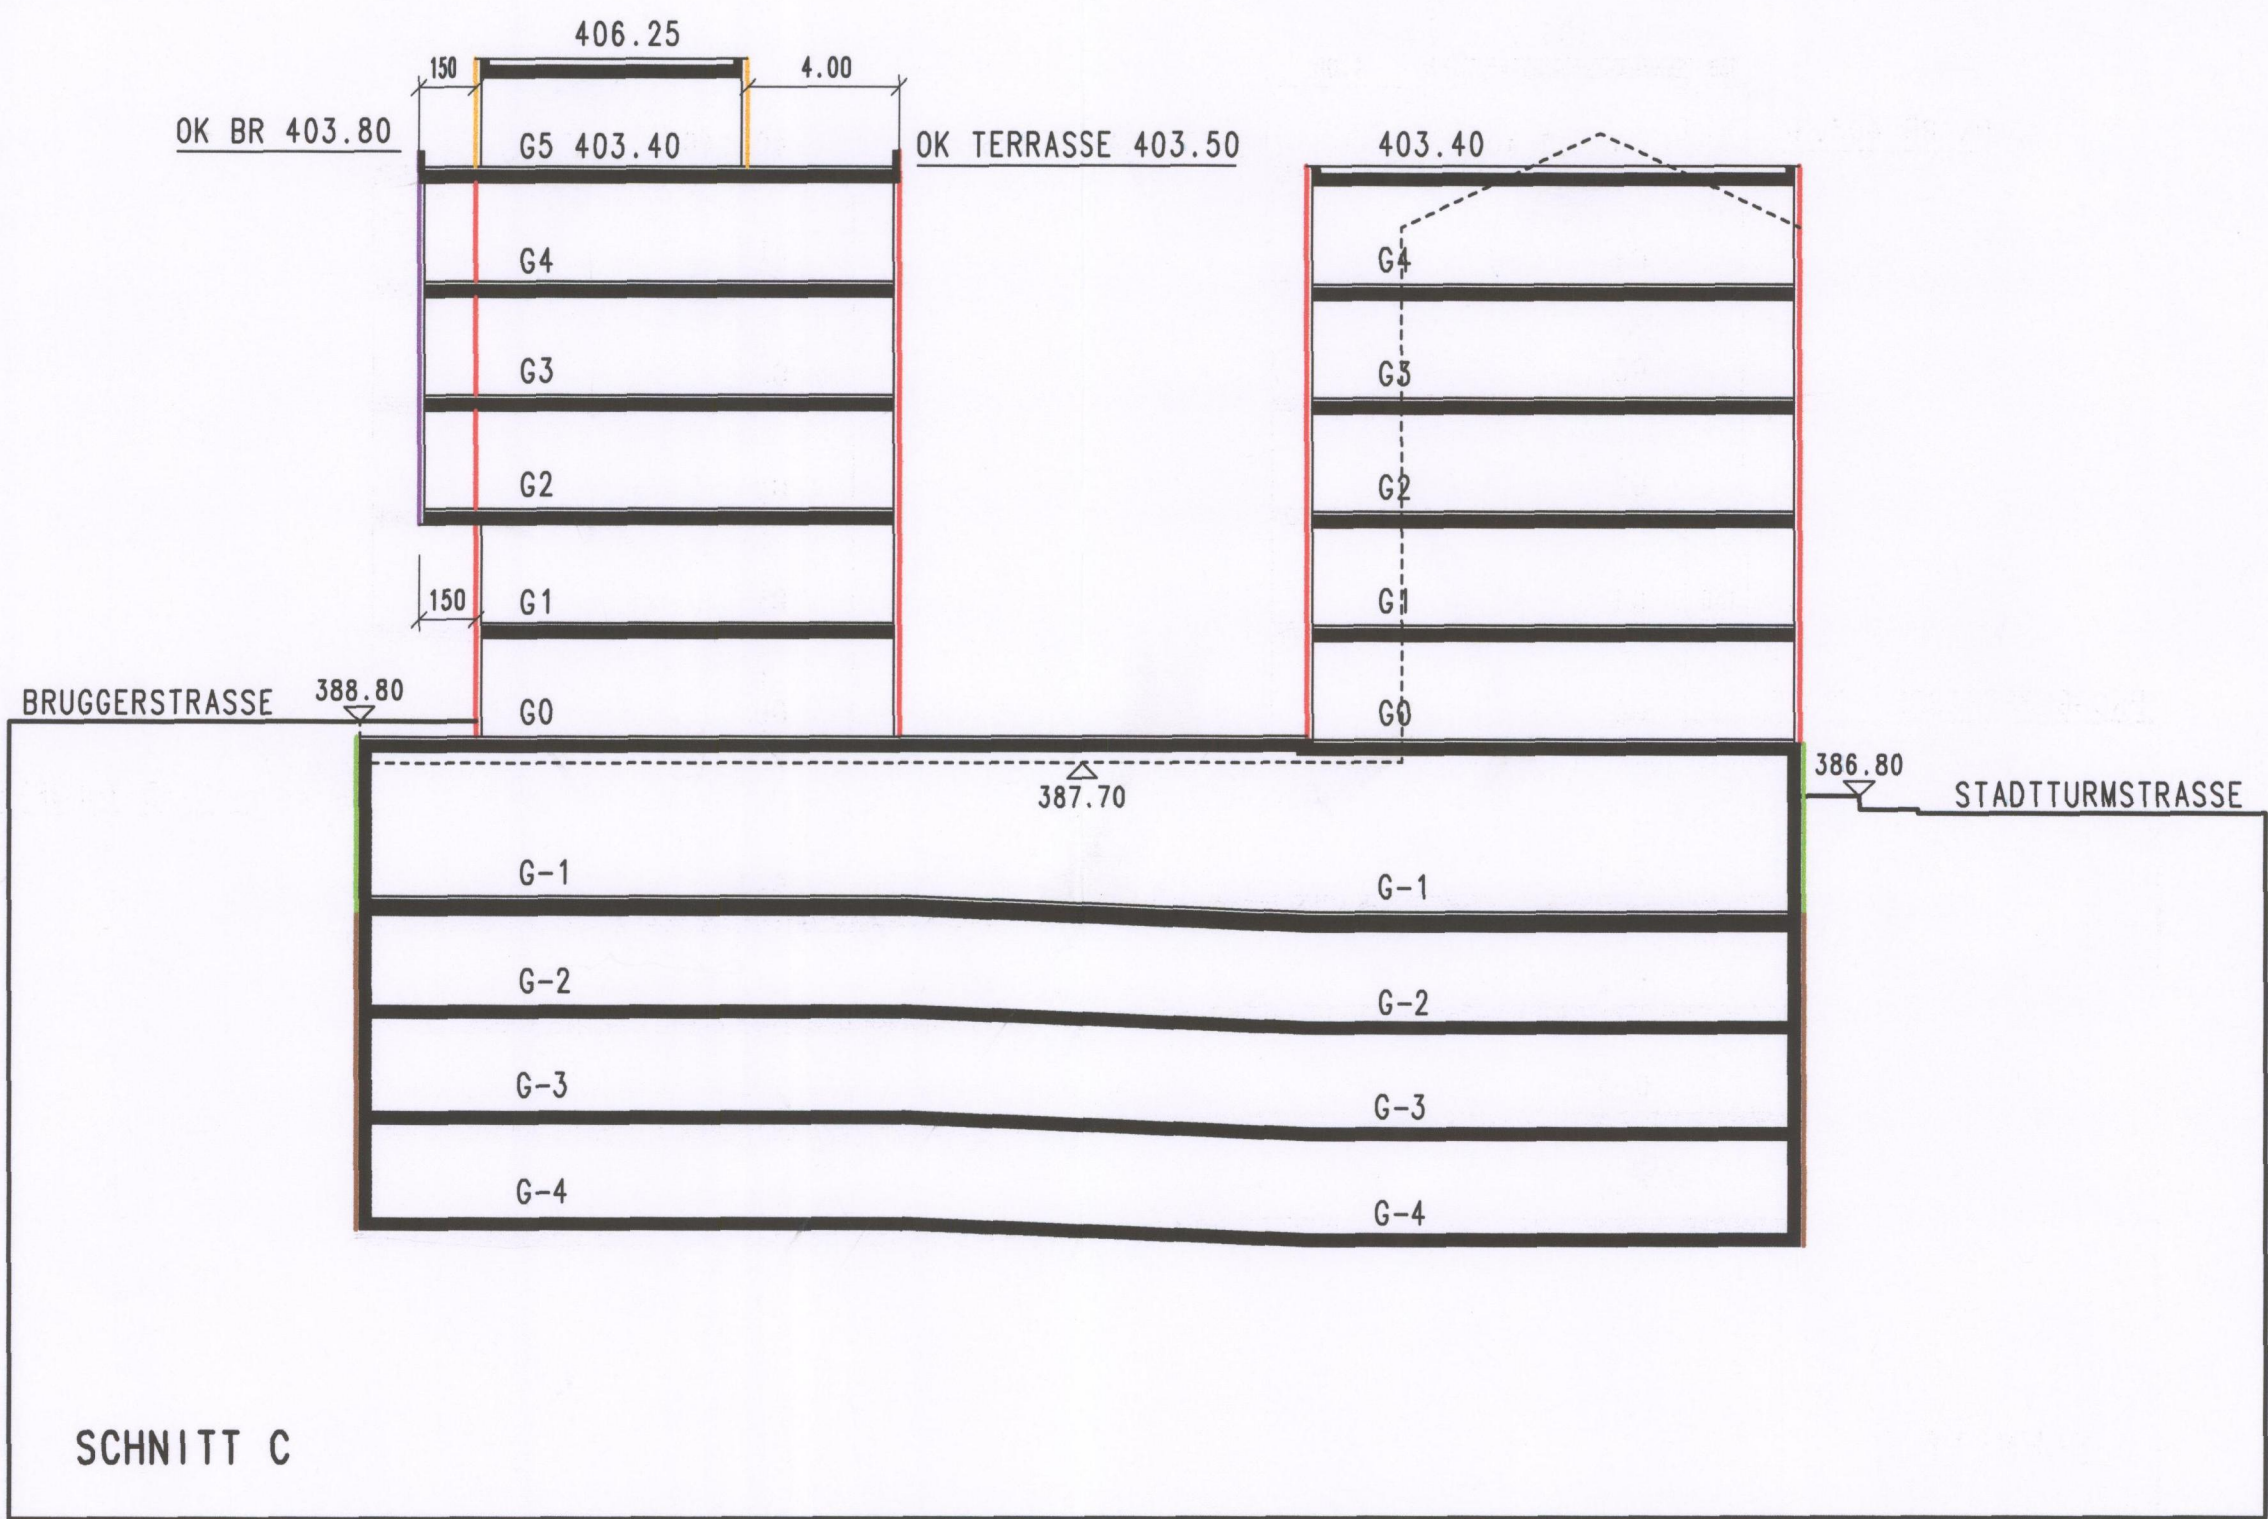 406.25
150
4.00
OK BR 403.80
G5 403.40
OK TERRASSE 403.50
403.40
G4
G4
G3
G3
G2
G2
150
G1
G1
BRUGGERSTRASSE
388.80
G0
G0
387.70
386.80
STADTTURMSTRASSE
G-1
G-1
G-2
G-2
G-3
G-3
G-4
G-4
SCHNITT C